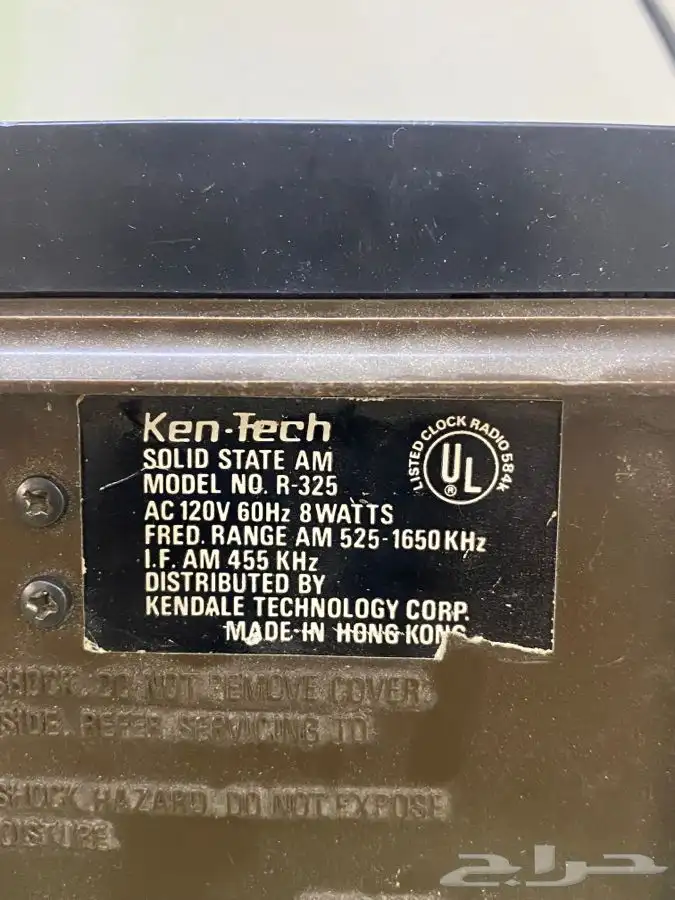 Ken-Tech
SOLID STATE AM
MODEL NO. R-325
AC 120V 60Hz 8 WATTS
FRED. RANGE AM 525-1650 KHz
I.F. AM 455 KHz
DISTRIBUTED BY
KENDALE TECHNOLOGY CORP.
MADE-IN HONG KONG
LISTED CLOCK RADIO 584k
UL
®
SHOCK, DO NOT REMOVE COVER
SIDE. REFER SERVICING TO
SHOCK HAZARD, DO NOT EXPOSE
حراج